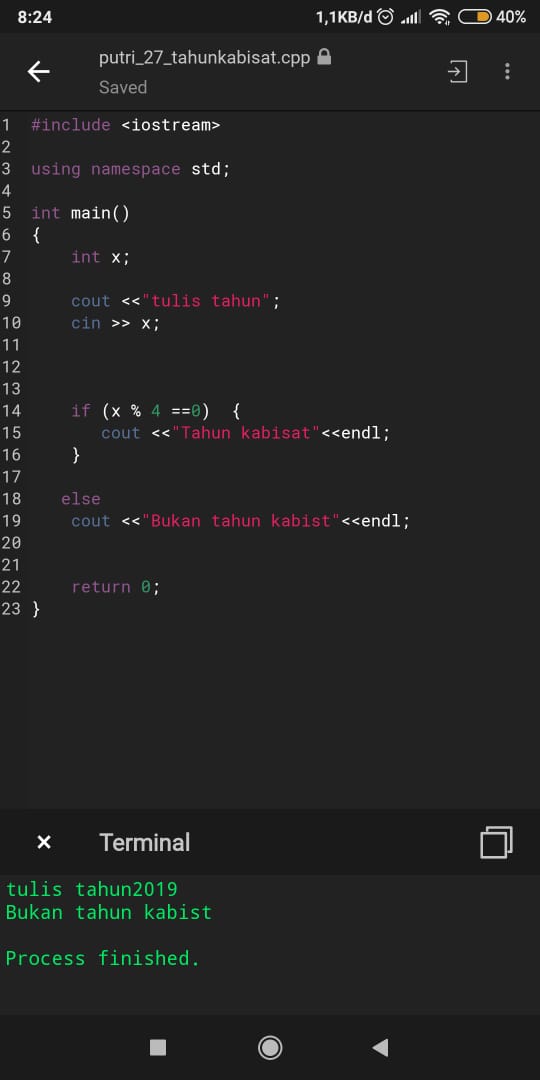 8:24 1,1KB/d 40%
putri_27_tahunkabisat.cpp
Saved
1 #include <iostream>
2
3 using namespace std;
4
5 int main()
6 {
7     int x;
8
9     cout <<"tulis tahun";
10     cin >> x;
11
12
13
14     if (x % 4 ==0)  {
15        cout <<"Tahun kabisat"<<endl;
16     }
17
18    else
19     cout <<"Bukan tahun kabist"<<endl;
20
21
22     return 0;
23 }
× Terminal
tulis tahun2019
Bukan tahun kabist
Process finished.